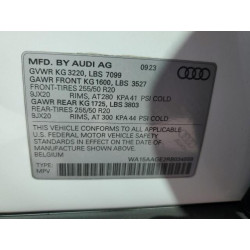 MFD. BY AUDI AG 09.23
GVWR KG 3220, LBS 7099
GAWR FRONT KG 1600, LBS 3527
FRONT-TIRES 255/50 R20
9JX20 RIMS, AT 280 KPA 41 PSI COLD
GAWR REAR KG 1725, LBS 3803
REAR-TIRES 255/50 R20
9JX20 RIMS, AT 300 KPA 44 PSI COLD
THIS VEHICLE CONFORMS TO ALL
APPLICABLE U.S. FEDERAL MOTOR
VEHICLE SAFETY STANDARDS
IN EFFECT ON THE DATE OF
MANUFACTURE SHOWN ABOVE
BELGIUM
TYPE:
MPV